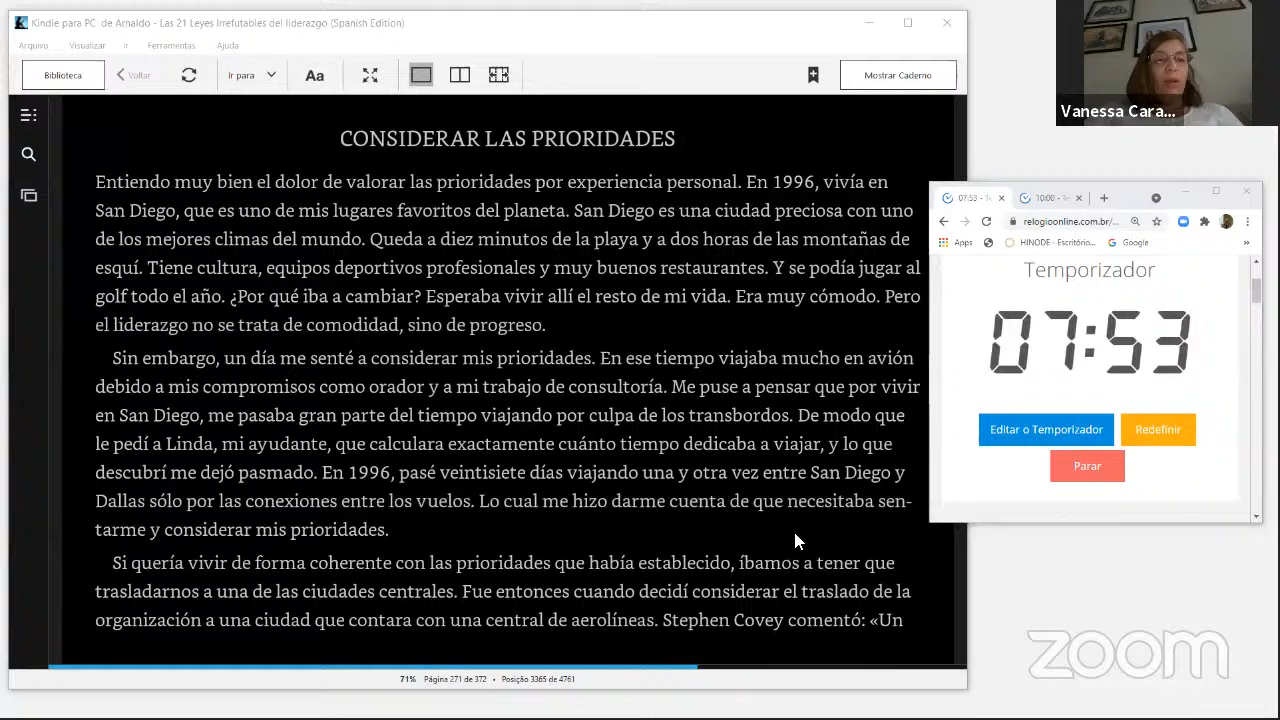 Kindle para PC de Arnaldo - Las 21 Leyes Irrefutables del liderazgo (Spanish Edition)
Arquivo Visualizar Ir Ferramentas Ajuda
Biblioteca Voltar Ir para Aa Mostrar Caderno
CONSIDERAR LAS PRIORIDADES
Entiendo muy bien el dolor de valorar las prioridades por experiencia personal. En 1996, vivía en
San Diego, que es uno de mis lugares favoritos del planeta. San Diego es una ciudad preciosa con uno
de los mejores climas del mundo. Queda a diez minutos de la playa y a dos horas de las montañas de
esquí. Tiene cultura, equipos deportivos profesionales y muy buenos restaurantes. Y se podía jugar al
golf todo el año. ¿Por qué iba a cambiar? Esperaba vivir allí el resto de mi vida. Era muy cómodo. Pero
el liderazgo no se trata de comodidad, sino de progreso.
Sin embargo, un día me senté a considerar mis prioridades. En ese tiempo viajaba mucho en avión
debido a mis compromisos como orador y a mi trabajo de consultoría. Me puse a pensar que por vivir
en San Diego, me pasaba gran parte del tiempo viajando por culpa de los transbordos. De modo que
le pedí a Linda, mi ayudante, que calculara exactamente cuánto tiempo dedicaba a viajar, y lo que
descubrí me dejó pasmado. En 1996, pasé veintisiete días viajando una y otra vez entre San Diego y
Dallas sólo por las conexiones entre los vuelos. Lo cual me hizo darme cuenta de que necesitaba sen-
tarme y considerar mis prioridades.
Si quería vivir de forma coherente con las prioridades que había establecido, íbamos a tener que
trasladarnos a una de las ciudades centrales. Fue entonces cuando decidí considerar el traslado de la
organización a una ciudad que contara con una central de aerolíneas. Stephen Covey comentó: «Un
71% Página 271 de 372 • Posição 3365 de 4761
Vanessa Cara...
07:53 - 10:00 -
relogioonline.com.br/...
Apps HINODE - Escritório... Google »
Temporizador
07:53
Editar o Temporizador Redefinir
Parar
zoom